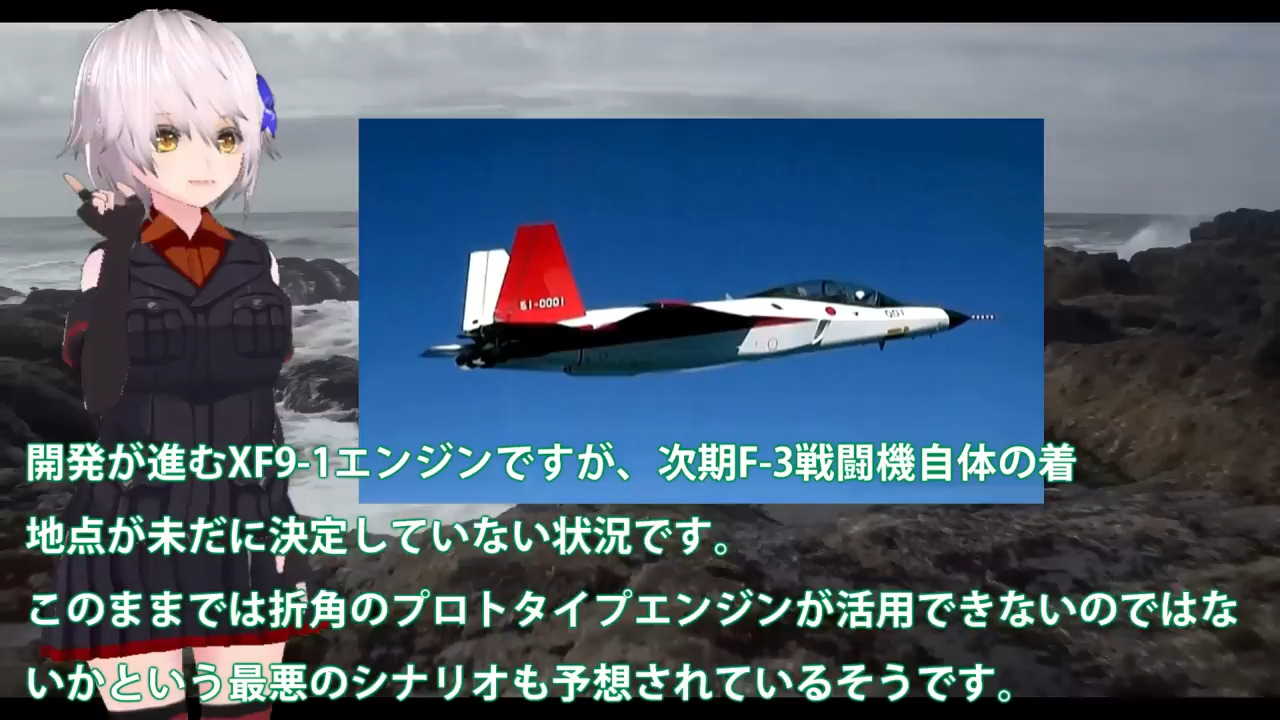 51-0001
001
開発が進むXF9-1エンジンですが、次期F-3戦闘機自体の着
地点が未だに決定していない状況です。
このままでは折角のプロトタイプエンジンが活用できないのではな
いかという最悪のシナリオも予想されているそうです。